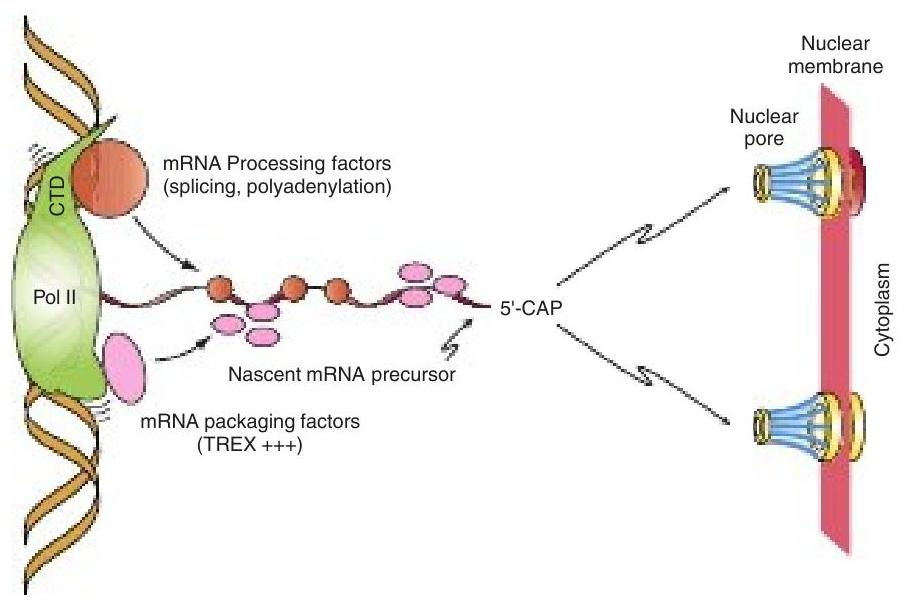 Nuclear
membrane
Nuclear
pore
mRNA Processing factors
(splicing, polyadenylation)
CTD
Pol II
5'-CAP
Cytoplasm
Nascent mRNA precursor
mRNA packaging factors
(TREX +++)